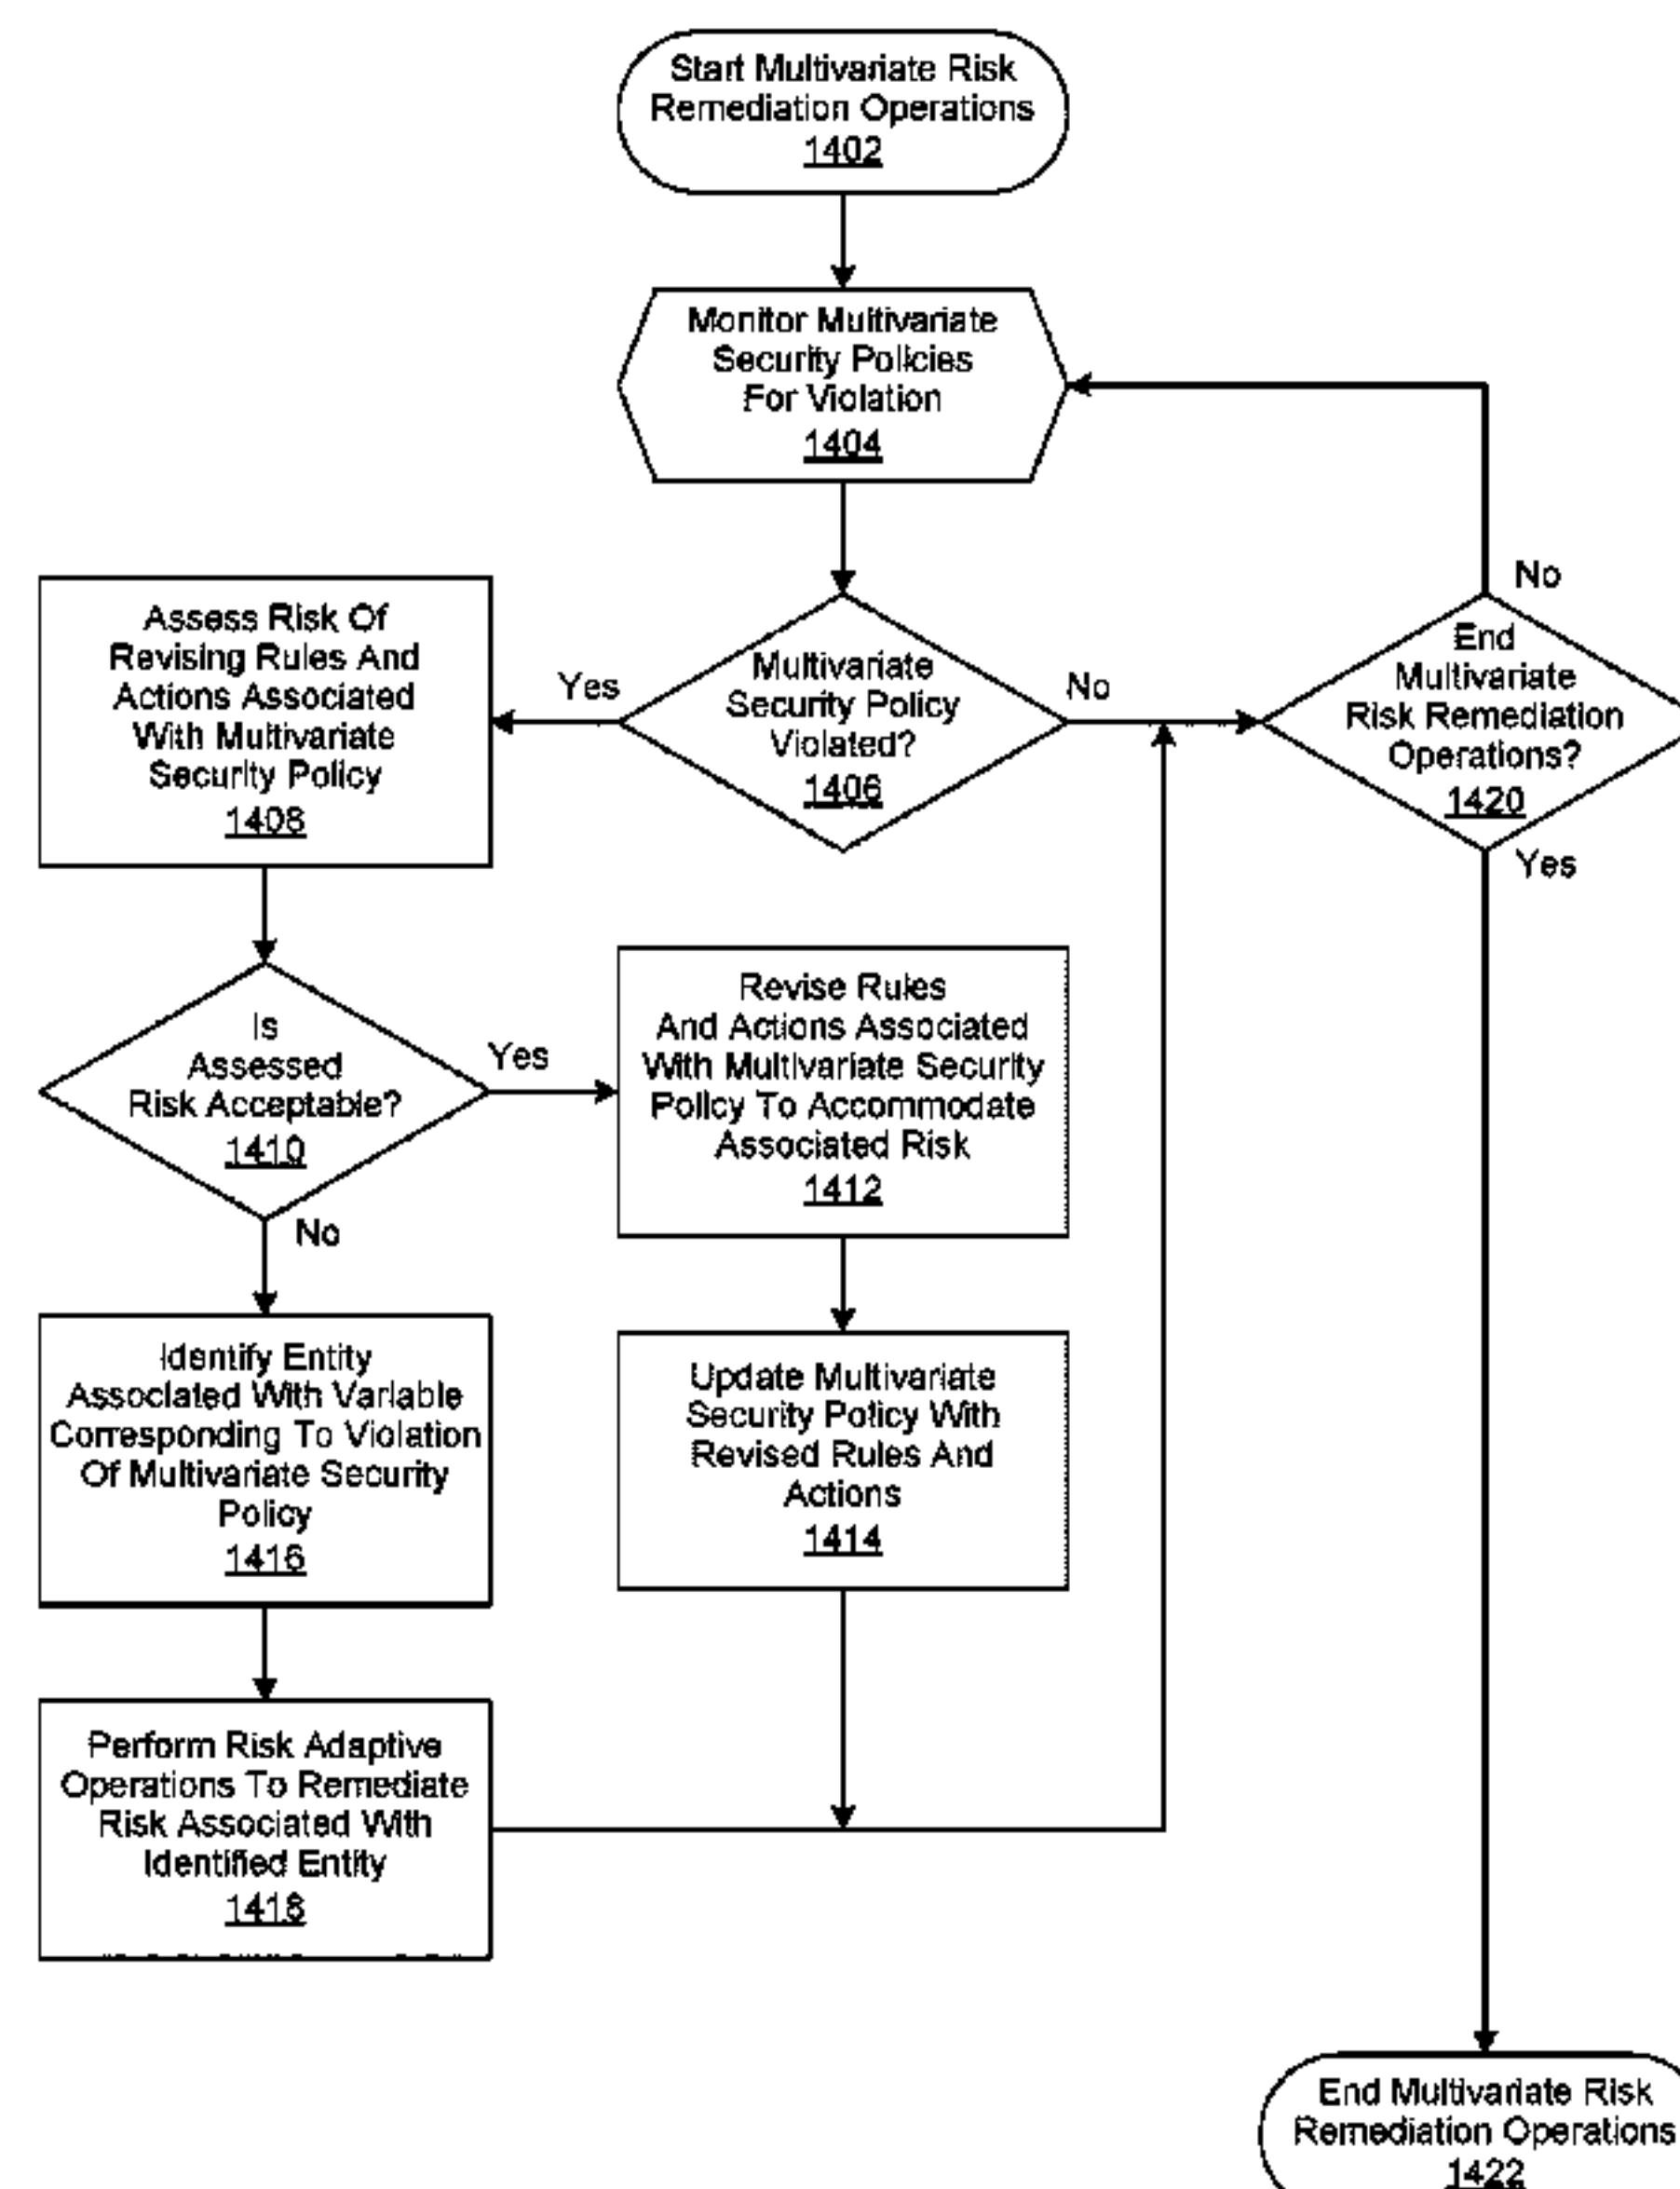 Start Multivariate Risk
Remediation Operations
1402
Monitor Multivariate
Security Policies
For Violation
1404
Assess Risk Of
Revising Rules And
Actions Associated
With Multivariate
Security Policy
1408
Yes
Multivariate
Security Policy
Violated?
1406
No
No
End
Multivariate
Risk Remediation
Operations?
1420
Yes
Is
Assessed
Risk Acceptable?
1410
Yes
No
Revise Rules
And Actions Associated
With Multivariate Security
Policy To Accommodate
Associated Risk
1412
Identify Entity
Associated With Variable
Corresponding To Violation
Of Multivariate Security
Policy
1416
Update Multivariate
Security Policy With
Revised Rules And
Actions
1414
Perform Risk Adaptive
Operations To Remediate
Risk Associated With
Identified Entity
1418
End Multivariate Risk
Remediation Operations
1422